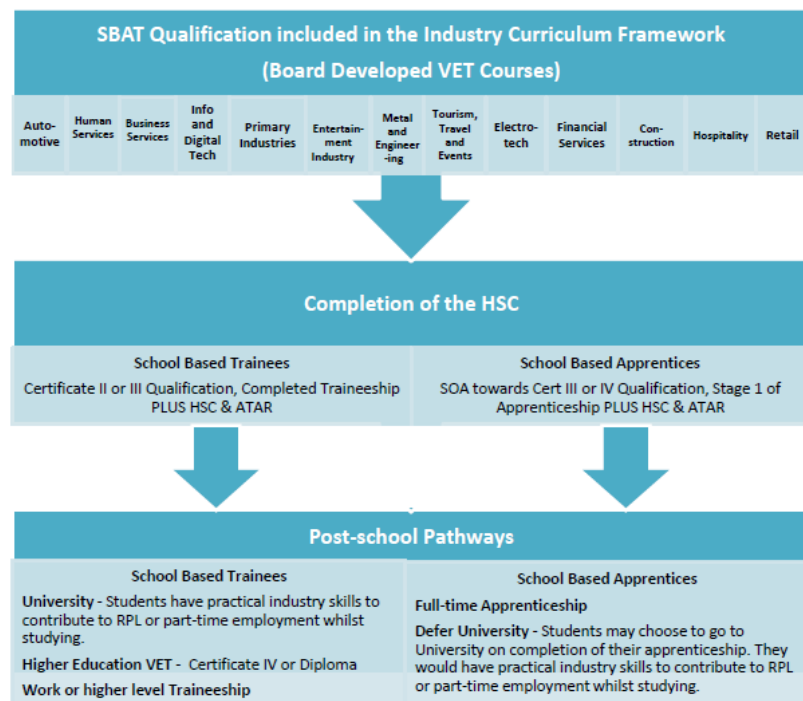 SBAT Qualification included in the Industry Curriculum Framework
(Board Developed VET Courses)
Auto-
motive
Human
Services
Business
Services
Info
and
Digital
Tech
Primary
Industries
Entertain-
ment
Industry
Metal
and
Engineer
-ing
Tourism,
Travel
and
Events
Electro-
tech
Financial
Services
Con-
struction
Hospitality
Retail
Completion of the HSC
School Based Trainees
Certificate II or III Qualification, Completed Traineeship
PLUS HSC & ATAR
School Based Apprentices
SOA towards Cert III or IV Qualification, Stage 1 of
Apprenticeship PLUS HSC & ATAR
Post-school Pathways
School Based Trainees
University - Students have practical industry skills to
contribute to RPL or part-time employment whilst
studying.
Higher Education VET - Certificate IV or Diploma
Work or higher level Traineeship
School Based Apprentices
Full-time Apprenticeship
Defer University - Students may choose to go to
University on completion of their apprenticeship. They
would have practical industry skills to contribute to RPL
or part-time employment whilst studying.